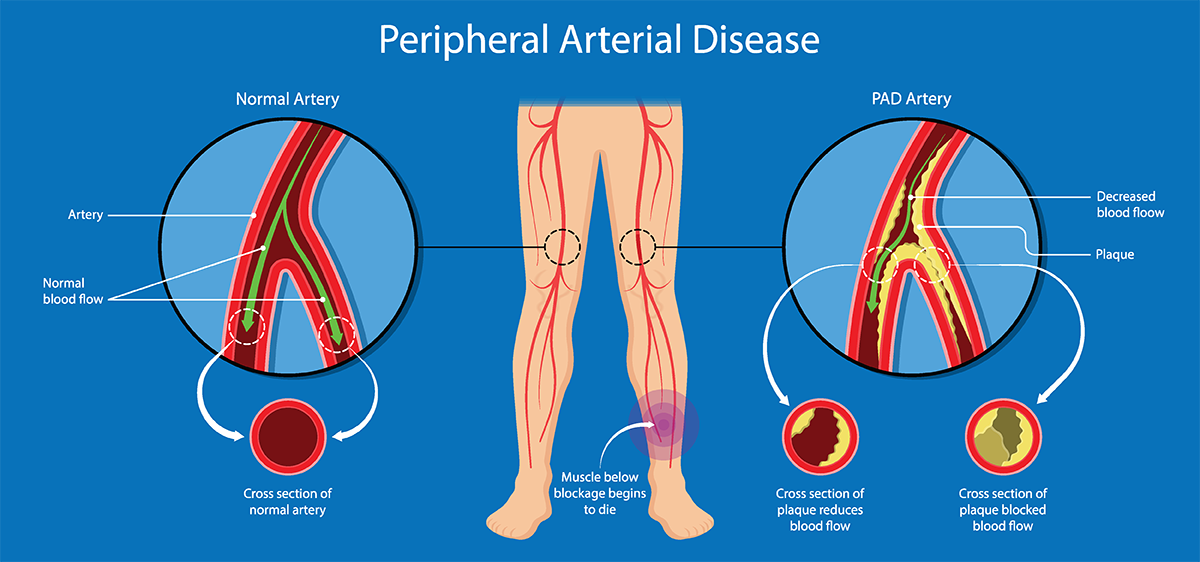 Peripheral Arterial Disease
Normal Artery
PAD Artery
Artery
Normal
blood flow
Decreased
blood floow
Plaque
Cross section of
normal artery
Muscle below
blockage begins
to die
Cross section of
plaque reduces
blood flow
Cross section of
plaque blocked
blood flow